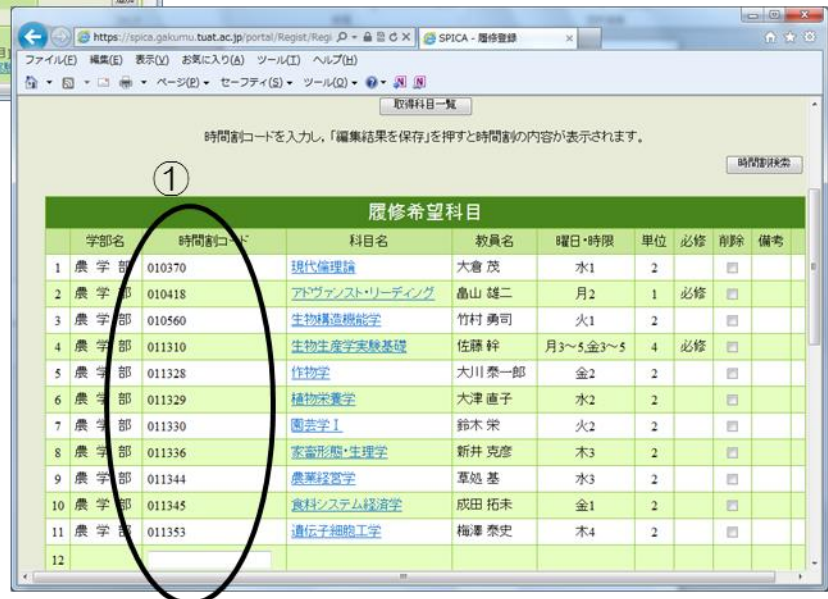 https://spica.gakumu.tuat.ac.jp/portal/Regist/Regi
SPICA - 履修登録
ファイル(F) 編集(E) 表示(V) お気に入り(A) ツール(T) ヘルプ(H)
ページ(P) セーフティ(S) ツール(O)
取得科目一覧
時間割コードを入力し,「編集結果を保存」を押すと時間割の内容が表示されます。
時間割検索
①
履修希望科目
学部名 時間割コード 科目名 教員名 曜日・時限 単位 必修 削除 備考
1 農 学 部 010370 現代倫理論 大倉 茂 水1 2
2 農 学 部 010418 アドヴァンスト・リーディング 畠山 雄二 月2 1 必修
3 農 学 部 010560 生物構造機能学 竹村 勇司 火1 2
4 農 学 部 011310 生物生産学実験基礎 佐藤 幹 月3~5,金3~5 4 必修
5 農 学 部 011328 作物学 大川 泰一郎 金2 2
6 農 学 部 011329 植物栄養学 大津 直子 水2 2
7 農 学 部 011330 園芸学Ⅰ 鈴木 栄 火2 2
8 農 学 部 011336 家畜形態・生理学 新井 克彦 木3 2
9 農 学 部 011344 農業経営学 草処 基 水3 2
10 農 学 部 011345 食料システム経済学 成田 拓未 金1 2
11 農 学 部 011353 遺伝子細胞工学 梅澤 泰史 木4 2
12